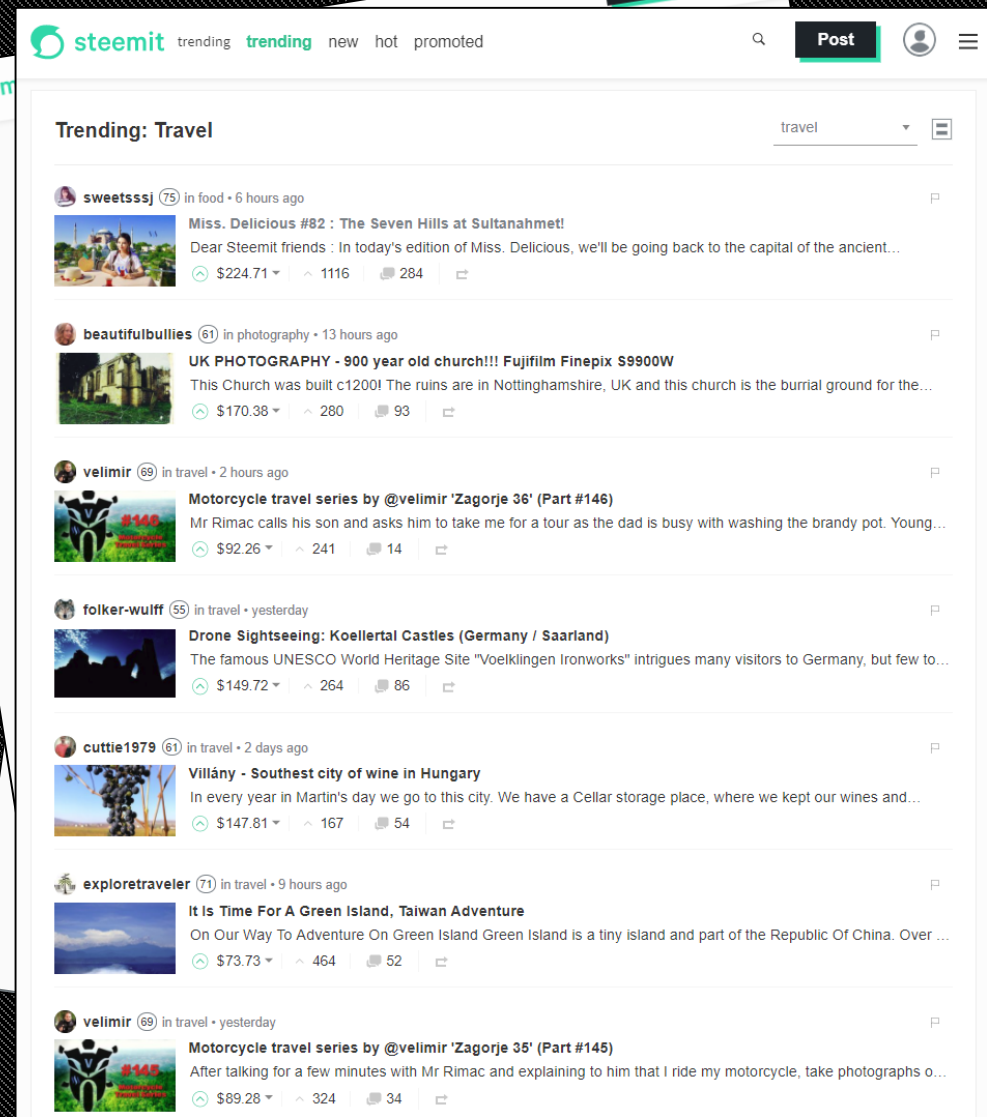 steemit trending trending new hot promoted Post
m
Trending: Travel travel
sweetsssj 75 in food • 6 hours ago
Miss. Delicious #82 : The Seven Hills at Sultanahmet!
Dear Steemit friends : In today's edition of Miss. Delicious, we'll be going back to the capital of the ancient...
$224.71 1116 284
beautifulbullies 61 in photography • 13 hours ago
UK PHOTOGRAPHY - 900 year old church!!! Fujifilm Finepix S9900W
This Church was built c1200! The ruins are in Nottinghamshire, UK and this church is the burrial ground for the...
$170.38 280 93
velimir 69 in travel • 2 hours ago
Motorcycle travel series by @velimir 'Zagorje 36' (Part #146)
#146
Motorcycle
Travel Series
Mr Rimac calls his son and asks him to take me for a tour as the dad is busy with washing the brandy pot. Young...
$92.26 241 14
folker-wulff 55 in travel • yesterday
Drone Sightseeing: Koellertal Castles (Germany / Saarland)
The famous UNESCO World Heritage Site "Voelklingen Ironworks" intrigues many visitors to Germany, but few to...
$149.72 264 86
cuttie1979 61 in travel • 2 days ago
Villány - Southest city of wine in Hungary
In every year in Martin's day we go to this city. We have a Cellar storage place, where we kept our wines and...
$147.81 167 54
exploretraveler 71 in travel • 9 hours ago
It Is Time For A Green Island, Taiwan Adventure
On Our Way To Adventure On Green Island Green Island is a tiny island and part of the Republic Of China. Over ...
$73.73 464 52
velimir 69 in travel • yesterday
Motorcycle travel series by @velimir 'Zagorje 35' (Part #145)
#145
Motorcycle
Travel Series
After talking for a few minutes with Mr Rimac and explaining to him that I ride my motorcycle, take photographs o...
$89.28 324 34